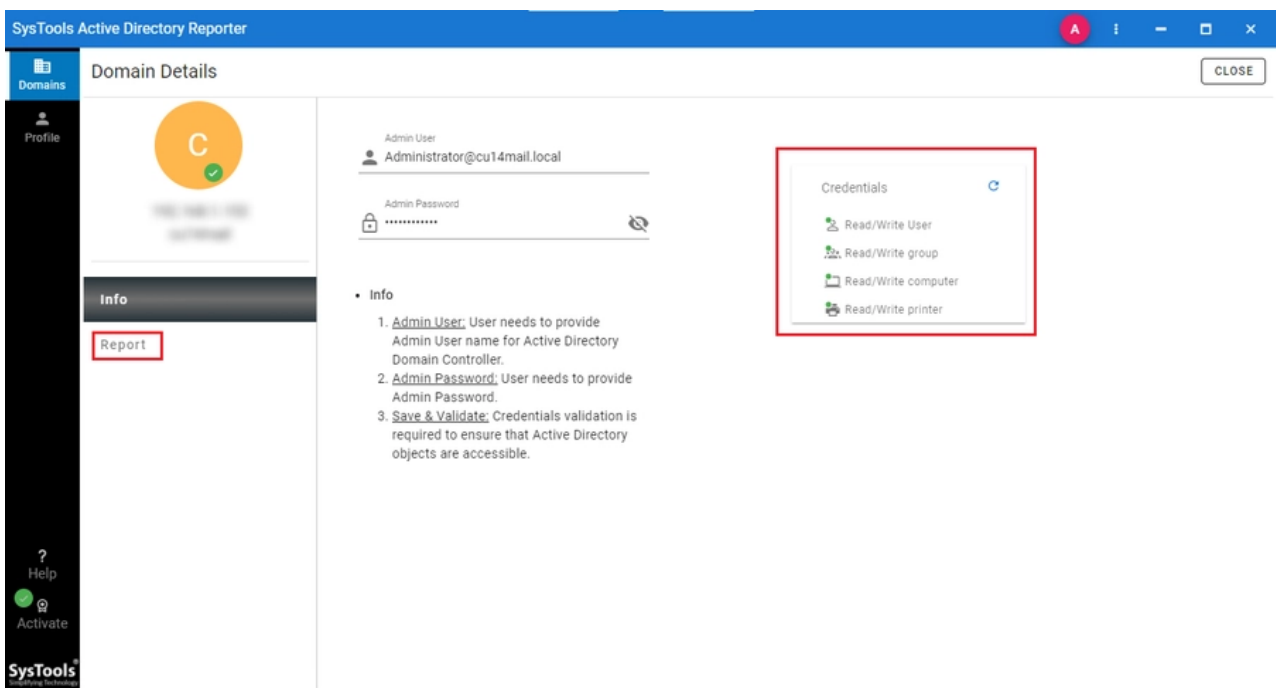 SysTools Active Directory Reporter
A
Domains
Domain Details
CLOSE
Profile
C
Info
Report
Admin User
Administrator@cu14mail.local
Admin Password
••••••••••••
• Info
1. Admin User: User needs to provide
Admin User name for Active Directory
Domain Controller.
2. Admin Password: User needs to provide
Admin Password.
3. Save & Validate: Credentials validation is
required to ensure that Active Directory
objects are accessible.
Credentials
Read/Write User
Read/Write group
Read/Write computer
Read/Write printer
?
Help
Activate
SysTools®
Simplifying Technology